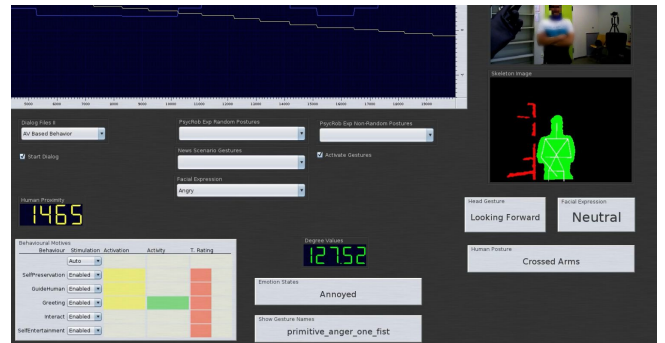 5000 6000 7000 8000 9000 10000 11000 12000 13000 14000 15000 16000 17000 18000 19000
Skeleton image
Dialog Files II
AV Based Behavior
Start Dialog
PsycRob Exp Random Postures
PsycRob Exp Non-Random Postures
News Scenario Gestures
Activate Gestures
Facial Expression
Angry
Human Proximity
1465
Head Gesture
Looking Forward
Facial Expression
Neutral
Human Posture
Crossed Arms
Behavioural Motives
Behaviour Stimulation Activation Activity T. Rating
Auto
SelfPreservation Enabled
GuideHuman Enabled
Greeting Enabled
Interact Enabled
SelfEntertainment Enabled
Degree Values
127.52
Emotion States
Annoyed
Show Gesture Names
primitive_anger_one_fist